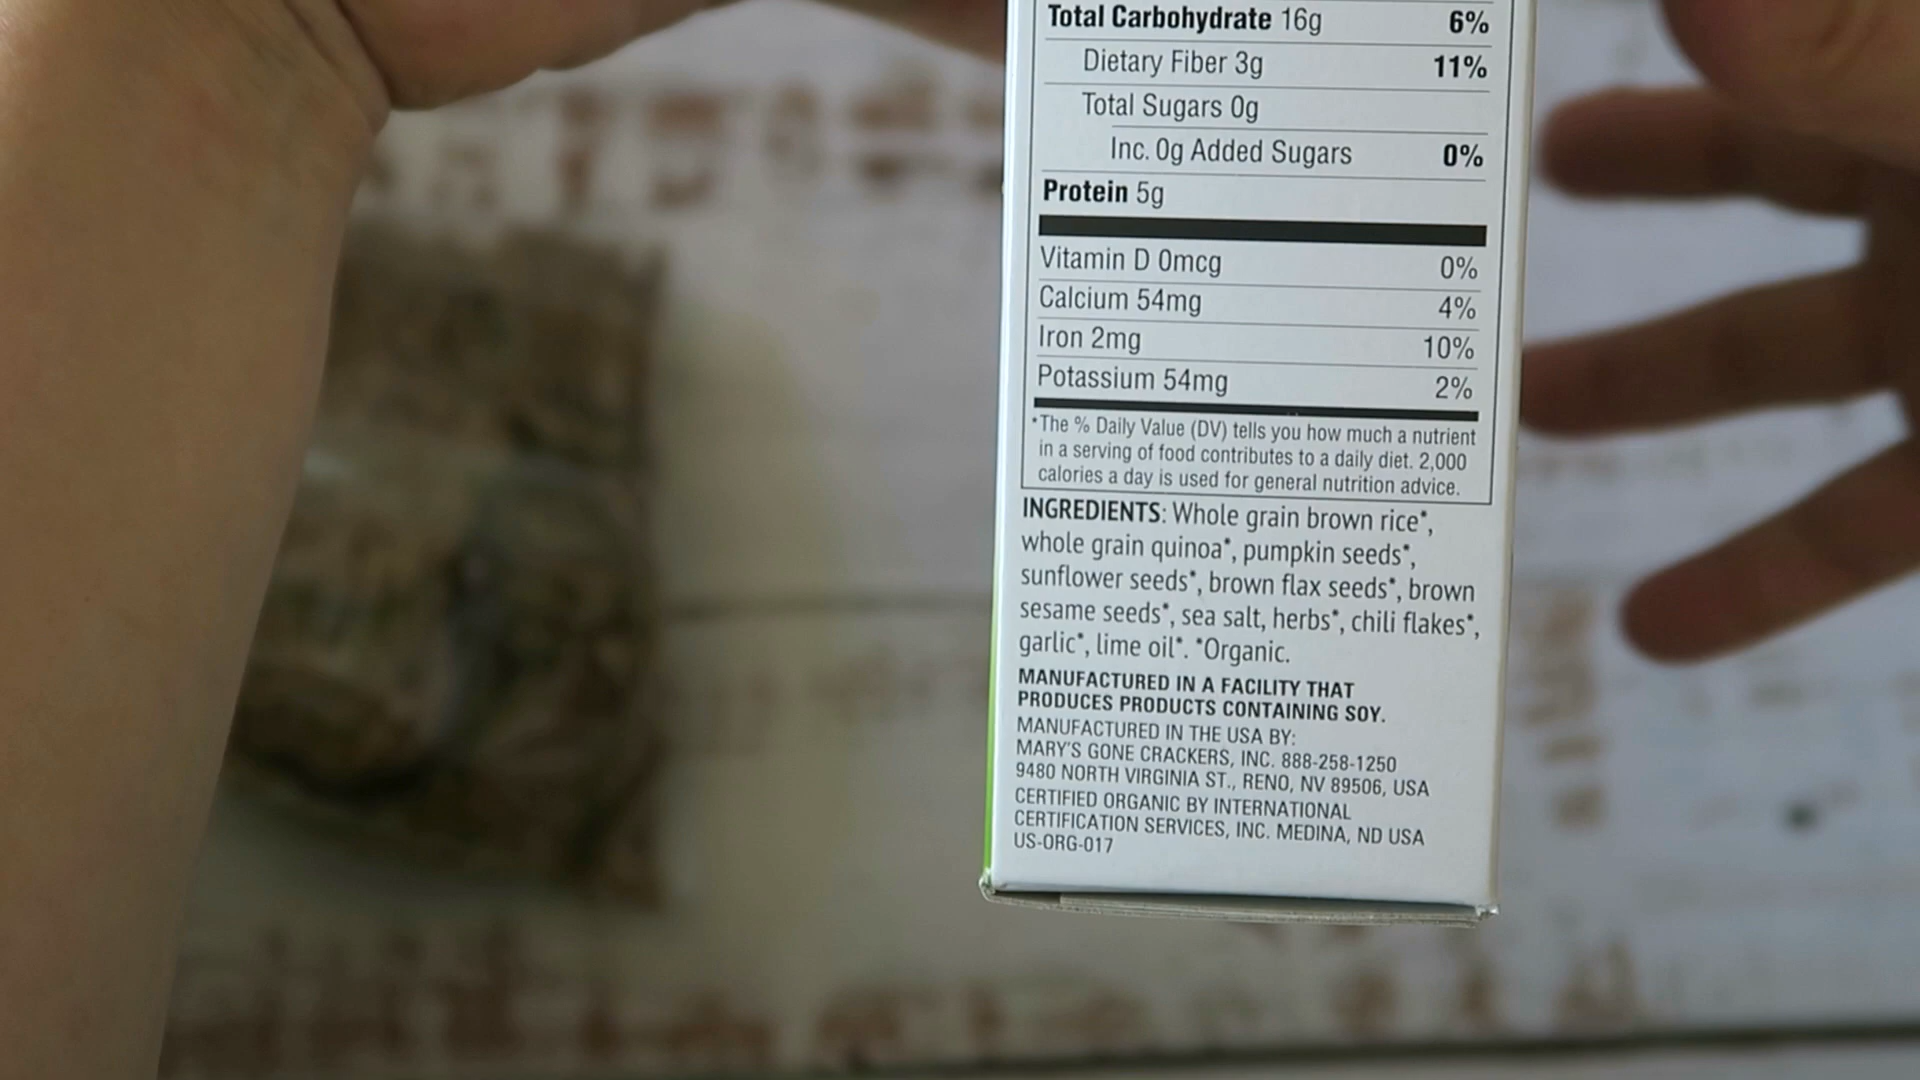 Total Carbohydrate 16g 6%
Dietary Fiber 3g 11%
Total Sugars 0g
Inc. 0g Added Sugars 0%
Protein 5g
Vitamin D 0mcg 0%
Calcium 54mg 4%
Iron 2mg 10%
Potassium 54mg 2%
*The % Daily Value (DV) tells you how much a nutrient
in a serving of food contributes to a daily diet. 2,000
calories a day is used for general nutrition advice.
INGREDIENTS: Whole grain brown rice*,
whole grain quinoa*, pumpkin seeds*,
sunflower seeds*, brown flax seeds*, brown
sesame seeds*, sea salt, herbs*, chili flakes*,
garlic*, lime oil*. *Organic.
MANUFACTURED IN A FACILITY THAT
PRODUCES PRODUCTS CONTAINING SOY.
MANUFACTURED IN THE USA BY:
MARY'S GONE CRACKERS, INC. 888-258-1250
9480 NORTH VIRGINIA ST., RENO, NV 89506, USA
CERTIFIED ORGANIC BY INTERNATIONAL
CERTIFICATION SERVICES, INC. MEDINA, ND USA
US-ORG-017